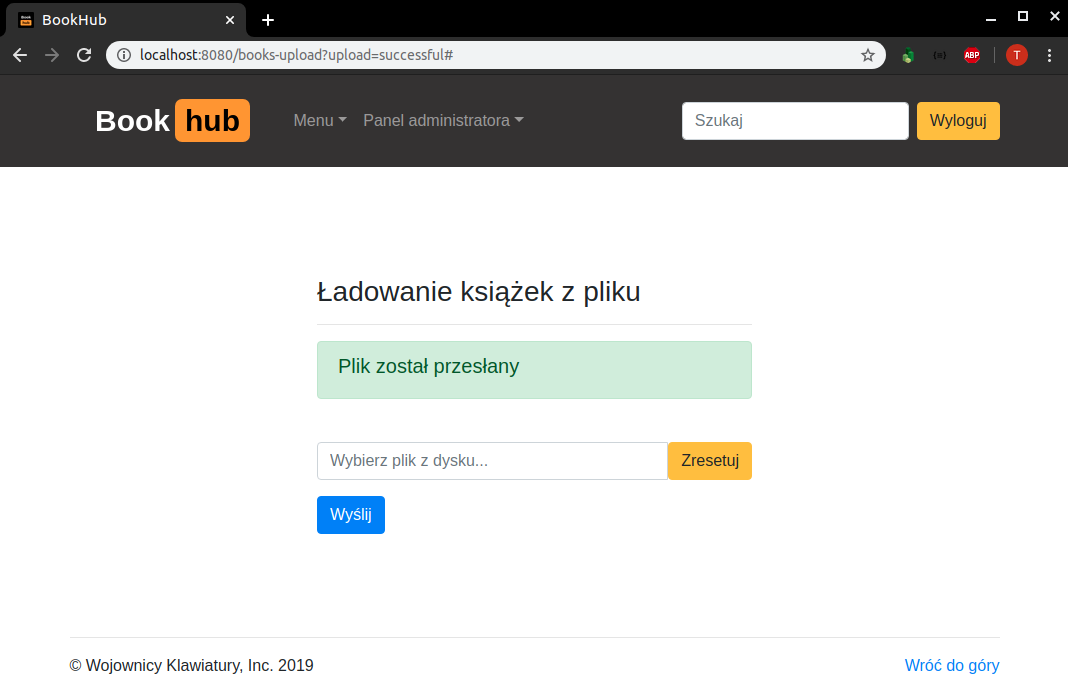 BookHub
localhost:8080/books-upload?upload=successful#
ABP
T
Book hub
Menu
Panel administratora
Szukaj
Wyloguj
Ładowanie książek z pliku
Plik został przesłany
Wybierz plik z dysku...
Zresetuj
Wyślij
© Wojownicy Klawiatury, Inc. 2019
Wróć do góry